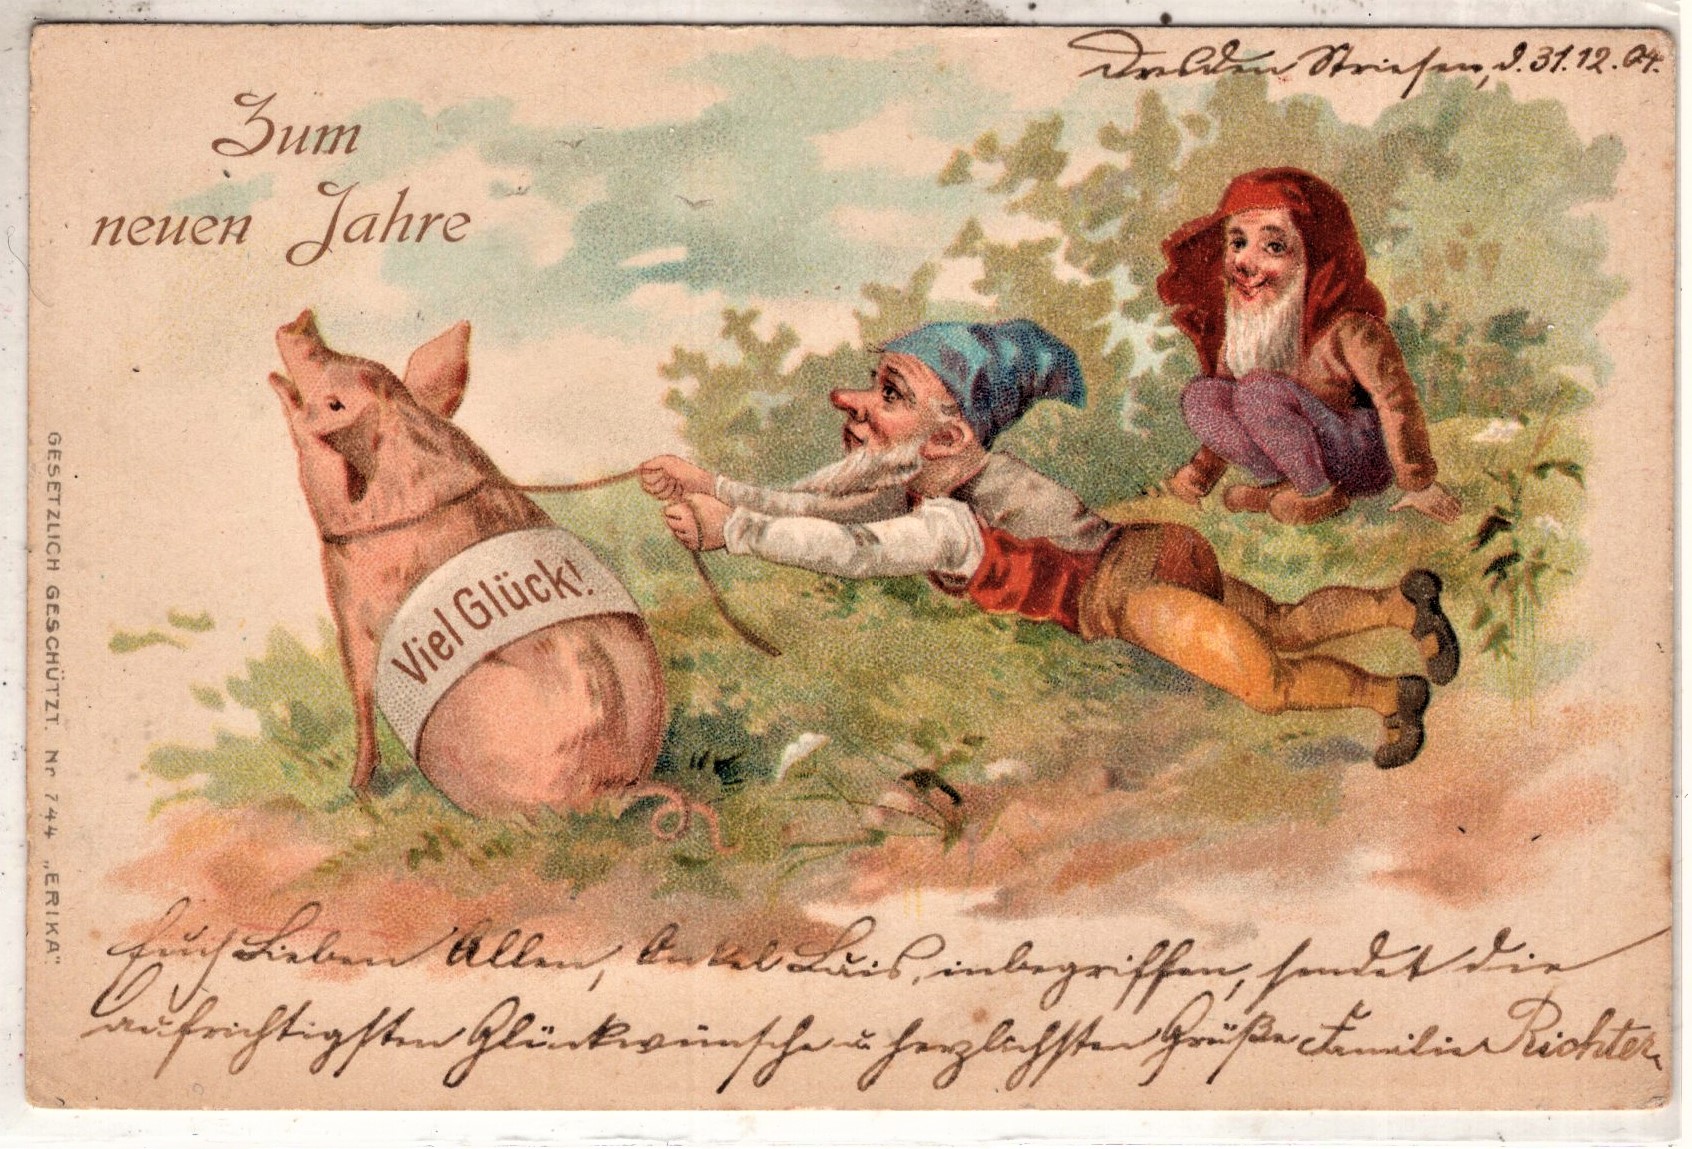 Dresden Striesen, d. 31.12.04.
Zum
neuen Jahre
Viel Glück!
GESETZLICH GESCHÜTZT. Nr 744 „ERIKA".
Euch Lieben Allen, Onkel Luis, inbegriffen, sendet die
aufrichtigsten Glückwünsche u herzlichsten Grüße Familie Richter